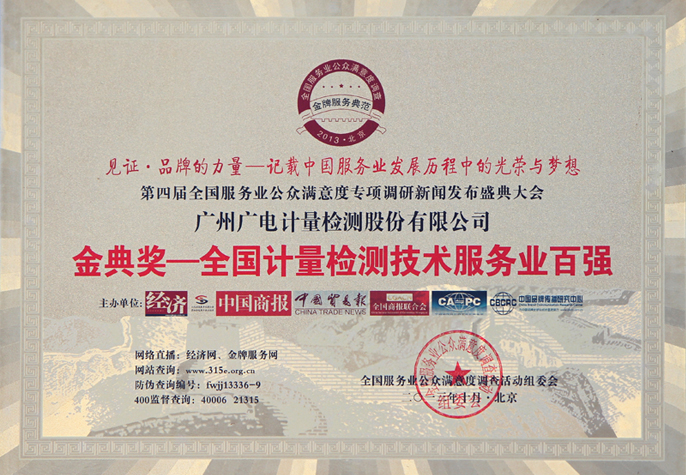 全国服务业公众满意度调查
金牌服务典范
2013·北京
见证·品牌的力量—记载中国服务业发展历程中的光荣与梦想
第四届全国服务业公众满意度专项调研新闻发布盛典大会
广州广电计量检测股份有限公司
金典奖—全国计量检测技术服务业百强
主办单位: 经济 中国商报 中国贸易报 CHINA TRADE NEWS 全国商报联合会 CAPC CBCRC 中国品牌传播研究中心
网络直播：经济网、金牌服务网
网站查询：www.315e.org.cn
防伪查询编号：fwjj13336-9
400监督查询：40006 21315
全国服务业公众满意度调查活动组委会
二〇一三年十月·北京
组委会